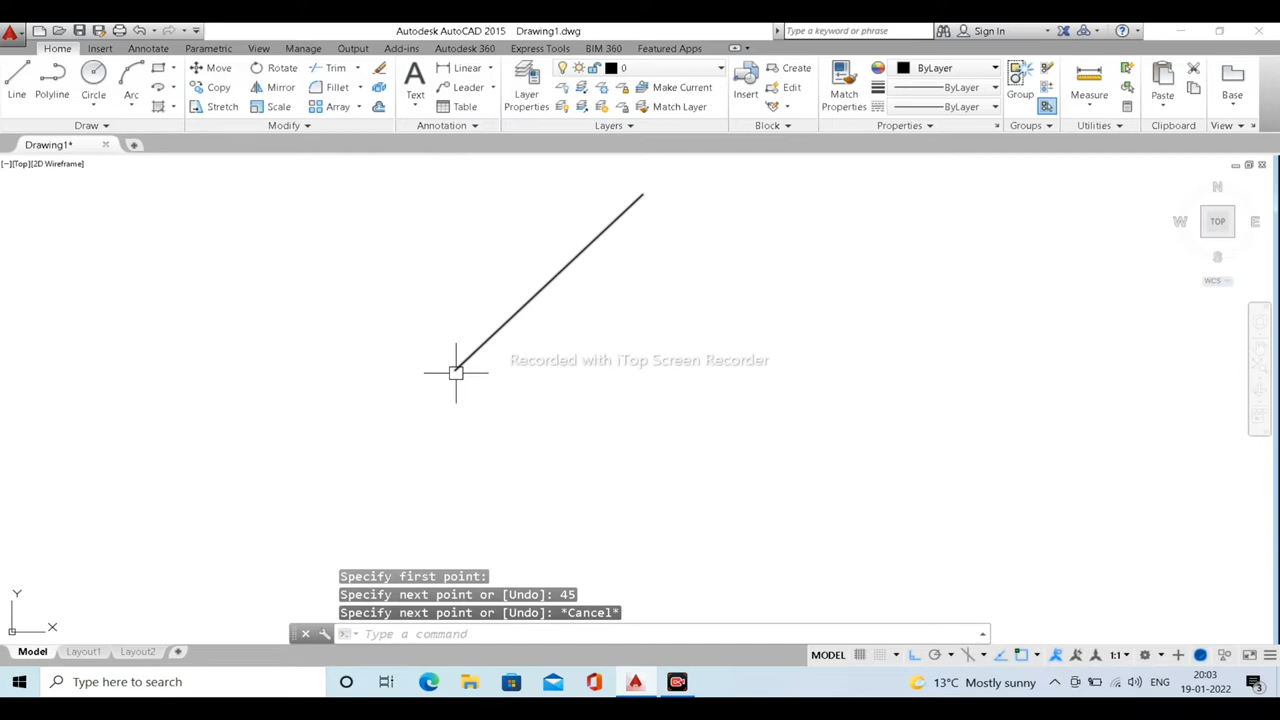 Autodesk AutoCAD 2015 Drawing1.dwg
Type a keyword or phrase
Sign In
Home Insert Annotate Parametric View Manage Output Add-ins Autodesk 360 Express Tools BIM 360 Featured Apps
Line
Polyline
Circle
Arc
Draw
Move Rotate Trim
Copy Mirror Fillet
Stretch Scale Array
Modify
Text
Linear
Leader
Table
Annotation
Layer
Properties
0
Make Current
Match Layer
Layers
Insert
Create
Edit
Block
Match
Properties
ByLayer
ByLayer
ByLayer
Properties
Group
Groups
Measure
Utilities
Paste
Clipboard
Base
View
Drawing1*
[−][Top][2D Wireframe]
N
W TOP E
S
WCS
Recorded with iTop Screen Recorder
Specify first point:
Specify next point or [Undo]: 45
Specify next point or [Undo]: *Cancel*
Type a command
Y
X
Model Layout1 Layout2
MODEL
1:1
Type here to search
13°C Mostly sunny
ENG
20:03
19-01-2022
3